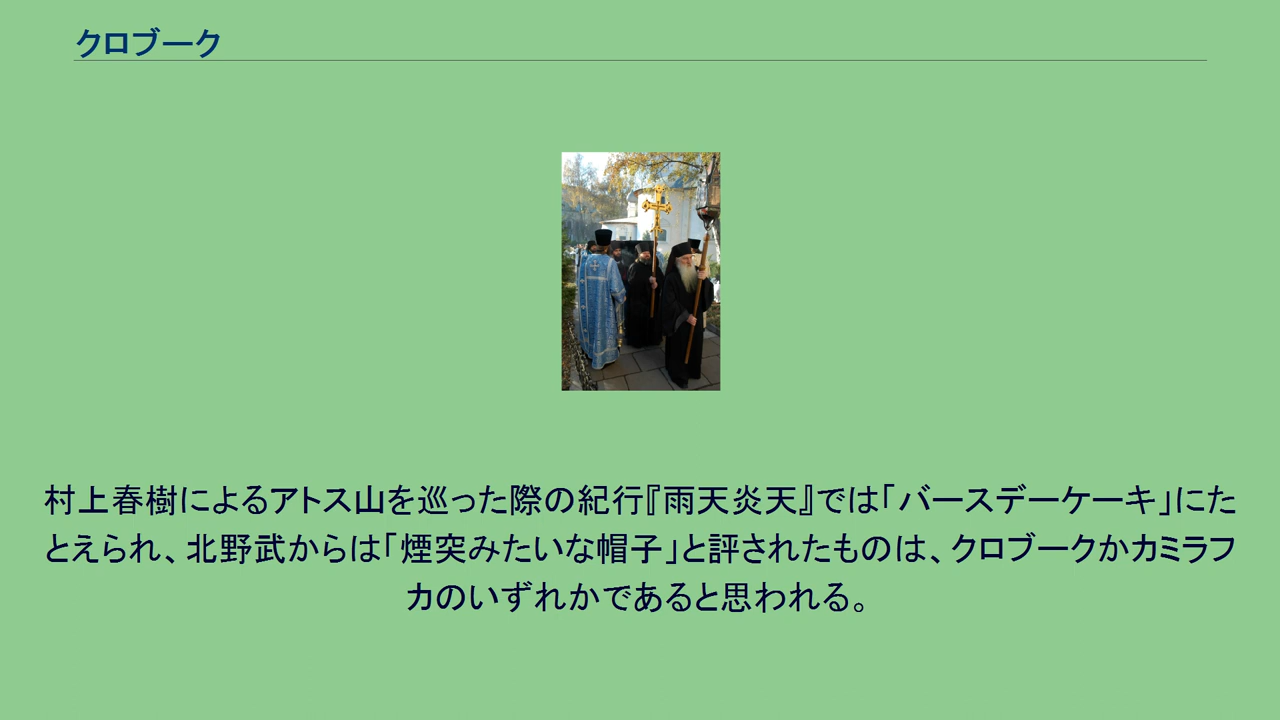 クロブーク
村上春樹によるアトス山を巡った際の紀行『雨天炎天』では「バースデーケーキ」にた
とえられ、北野武からは「煙突みたいな帽子」と評されたものは、クロブークかカミラフ
カのいずれかであると思われる。